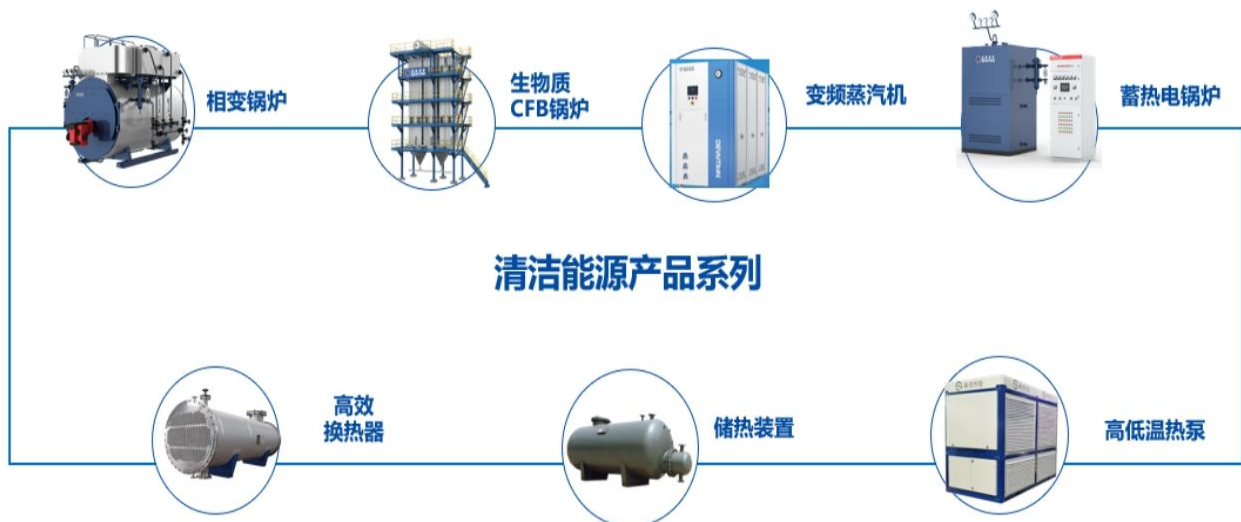 相变锅炉
生物质
CFB锅炉
变频蒸汽机
蓄热电锅炉
清洁能源产品系列
高效
换热器
储热装置
高低温热泵